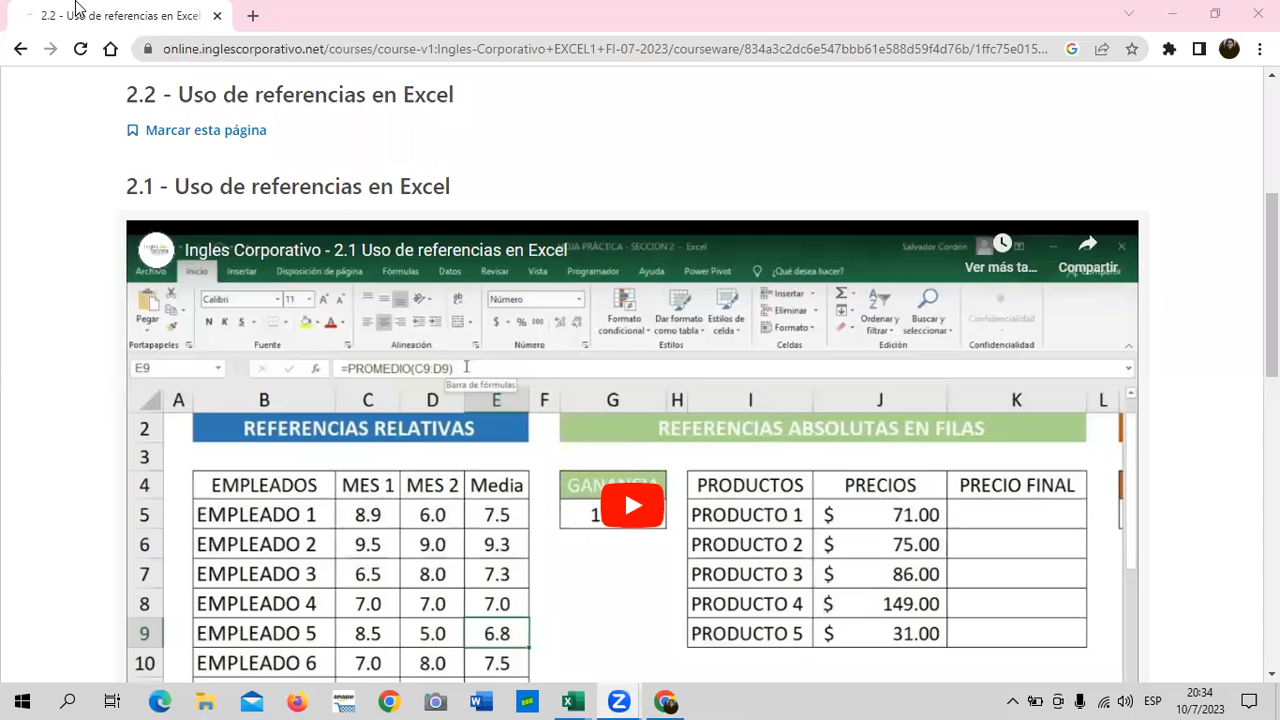 2.2 - Uso de referencias en Excel
online.inglescorporativo.net/courses/course-v1:Ingles-Corporativo+EXCEL1+FI-07-2023/courseware/834a3c2db5e547bbb61e588d59f4d76b/1ffc75e015...
2.2 - Uso de referencias en Excel
Marcar esta página
2.1 - Uso de referencias en Excel
Ingles Corporativo - 2.1 Uso de referencias en Excel
PRÁCTICA - SECCION 2 - Excel
Salvador Cordón
Ver más ta...
Compartir
Archivo Inicio Insertar Disposición de página Fórmulas Datos Revisar Vista Programador Ayuda Power Pivot ¿Qué desea hacer?
Pegar
Calibri 11
N K S
Número
$ % 000
Formato condicional
Dar formato como tabla
Estilos de celda
Insertar
Eliminar
Formato
Ordenar y filtrar
Buscar y seleccionar
Confidencialidad
Portapapeles Fuente Alineación Número Estilos Celdas Edición Confidencialidad
E9 fx =PROMEDIO(C9:D9)
Barra de fórmulas
A B C D E F G H I J K L
2 REFERENCIAS RELATIVAS REFERENCIAS ABSOLUTAS EN FILAS
3
4 EMPLEADOS MES 1 MES 2 Media GANANCIA PRODUCTOS PRECIOS PRECIO FINAL
5 EMPLEADO 1 8.9 6.0 7.5 PRODUCTO 1 $ 71.00
6 EMPLEADO 2 9.5 9.0 9.3 PRODUCTO 2 $ 75.00
7 EMPLEADO 3 6.5 8.0 7.3 PRODUCTO 3 $ 86.00
8 EMPLEADO 4 7.0 7.0 7.0 PRODUCTO 4 $ 149.00
9 EMPLEADO 5 8.5 5.0 6.8 PRODUCTO 5 $ 31.00
10 EMPLEADO 6 7.0 8.0 7.5
ESP
20:34
10/7/2023